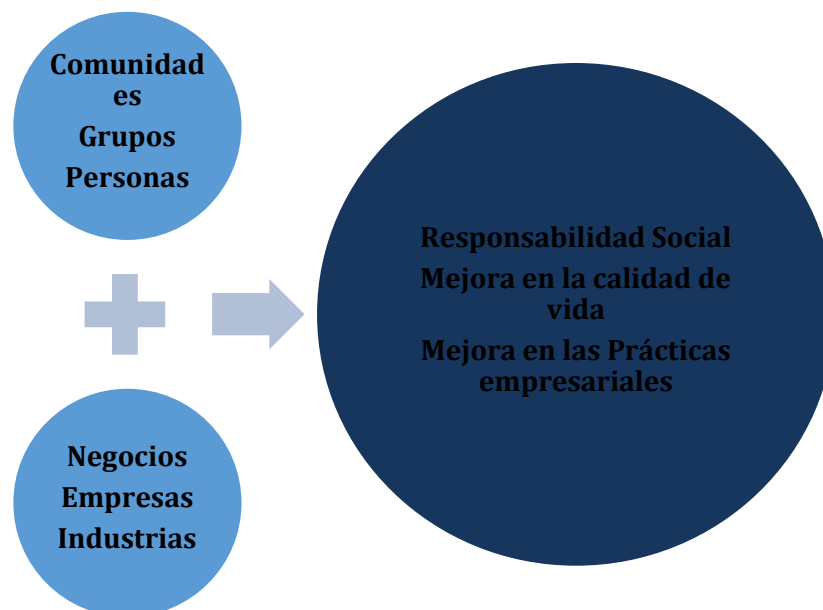 Comunidad
es
Grupos
Personas
Negocios
Empresas
Industrias
Responsabilidad Social
Mejora en la calidad de
vida
Mejora en las Prácticas
empresariales